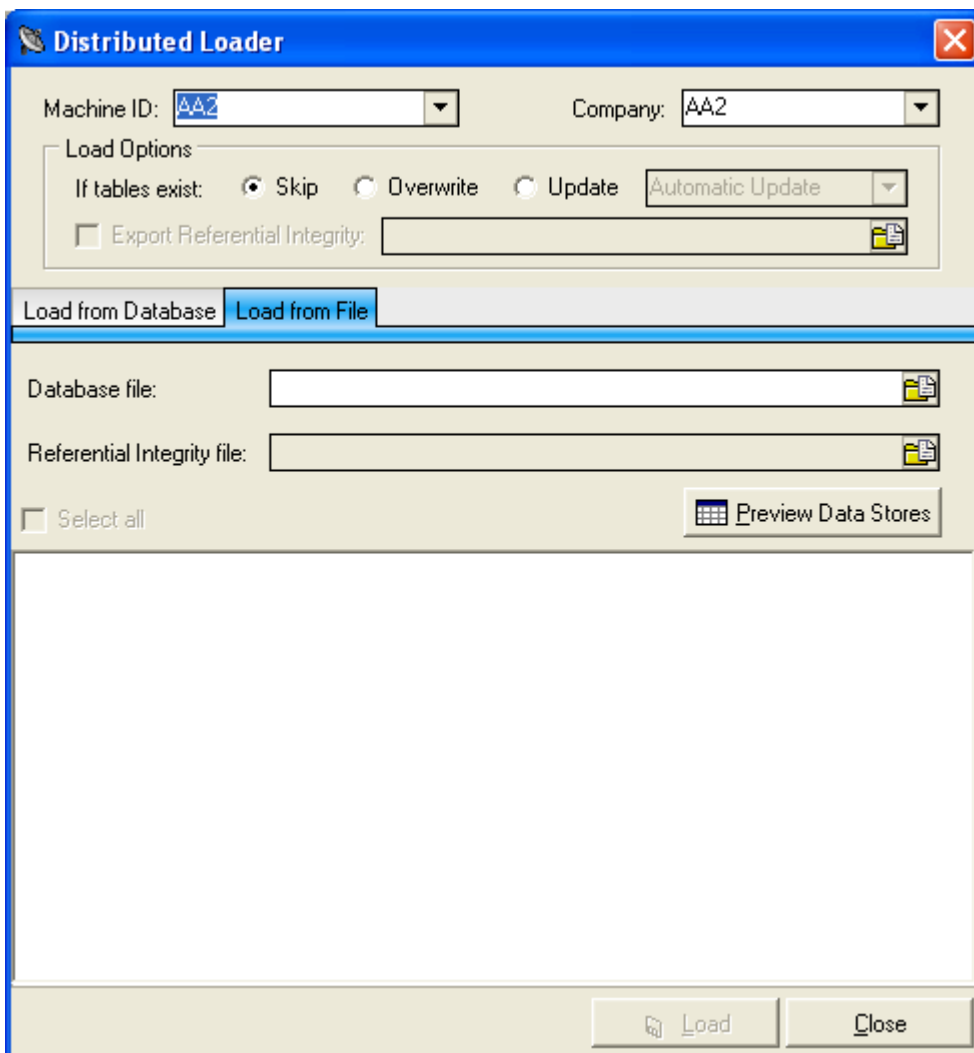 Distributed Loader
Machine ID: AA2 Company: AA2
Load Options
If tables exist: Skip Overwrite Update Automatic Update
Export Referential Integrity:
Load from Database Load from File
Database file:
Referential Integrity file:
Select all Preview Data Stores
Load Close